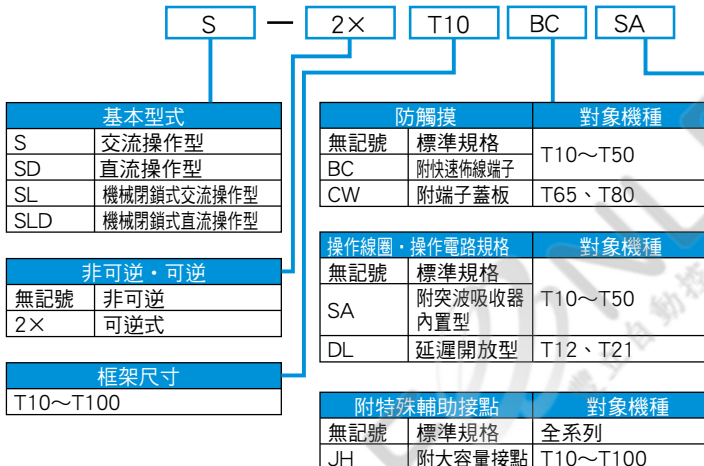 S — 2× T10 BC SA
基本型式
S 交流操作型
SD 直流操作型
SL 機械閉鎖式交流操作型
SLD 機械閉鎖式直流操作型
非可逆・可逆
無記號 非可逆
2× 可逆式
框架尺寸
T10～T100
防觸摸 對象機種
無記號 標準規格 T10～T50
BC 附快速佈線端子
CW 附端子蓋板 T65、T80
操作線圈・操作電路規格 對象機種
無記號 標準規格 T10～T50
SA 附突波吸收器
內置型
DL 延遲開放型 T12、T21
附特殊輔助接點 對象機種
無記號 標準規格 全系列
JH 附大容量接點 T10～T100